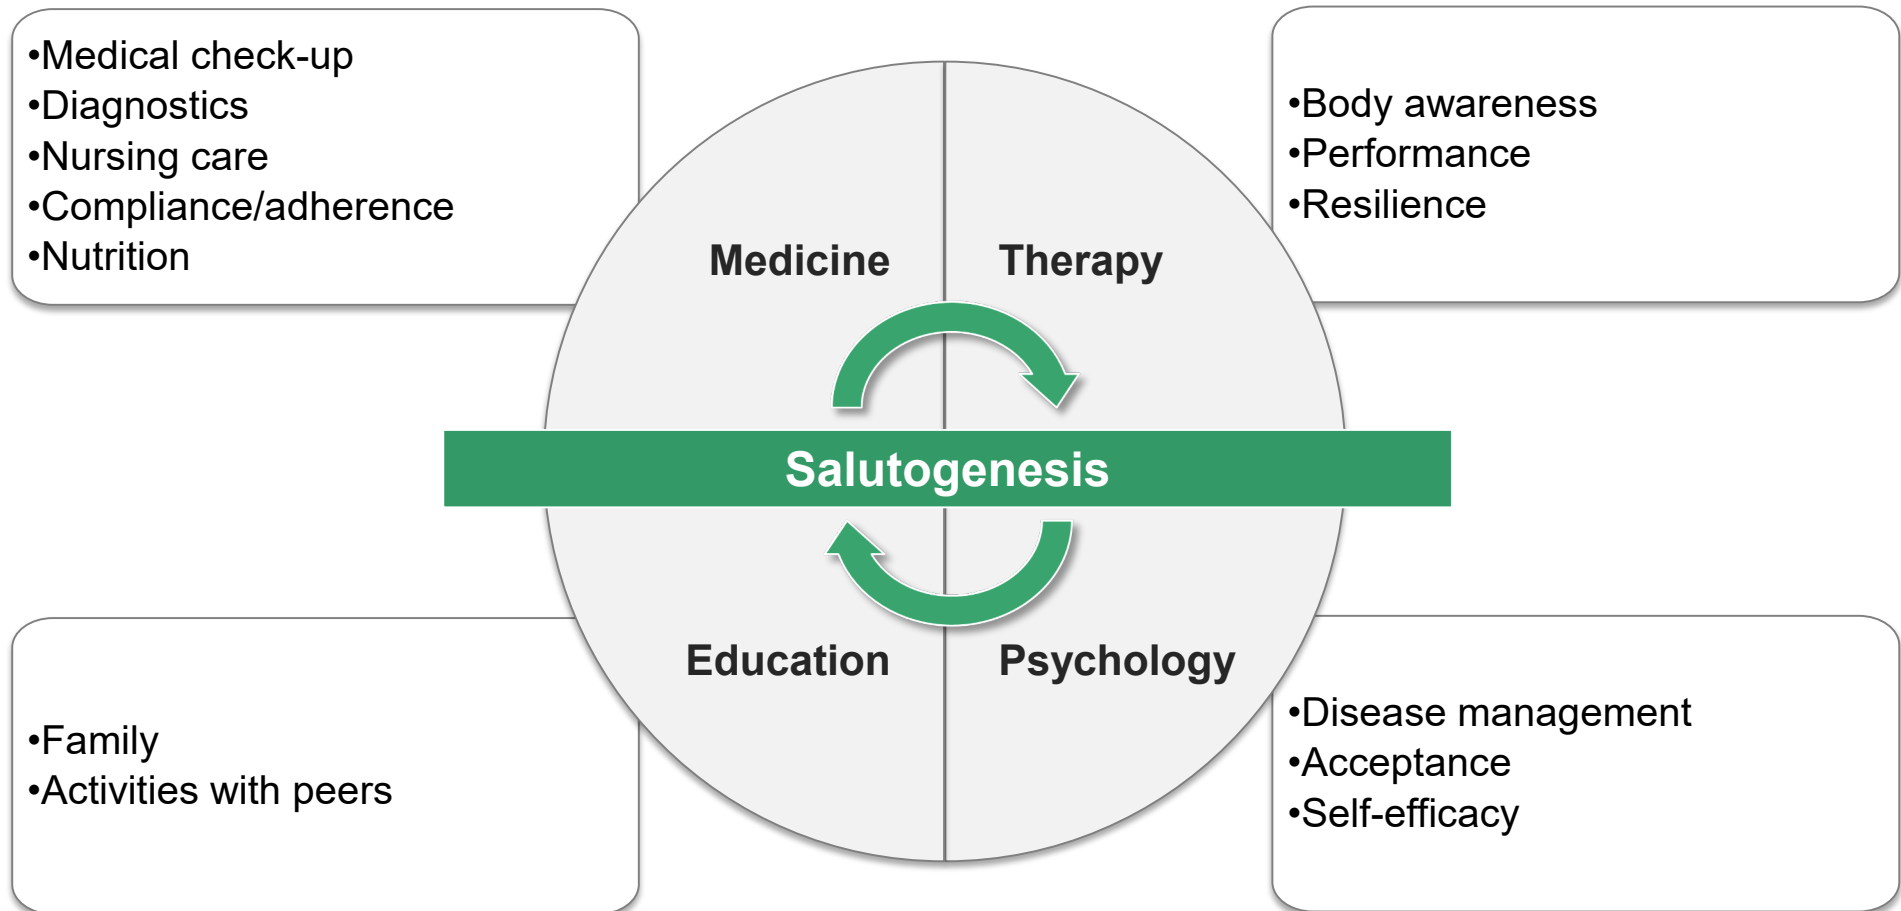 •Medical check-up
•Diagnostics
•Nursing care
•Compliance/adherence
•Nutrition
•Body awareness
•Performance
•Resilience
Medicine
Therapy
Salutogenesis
Education
Psychology
•Family
•Activities with peers
•Disease management
•Acceptance
•Self-efficacy